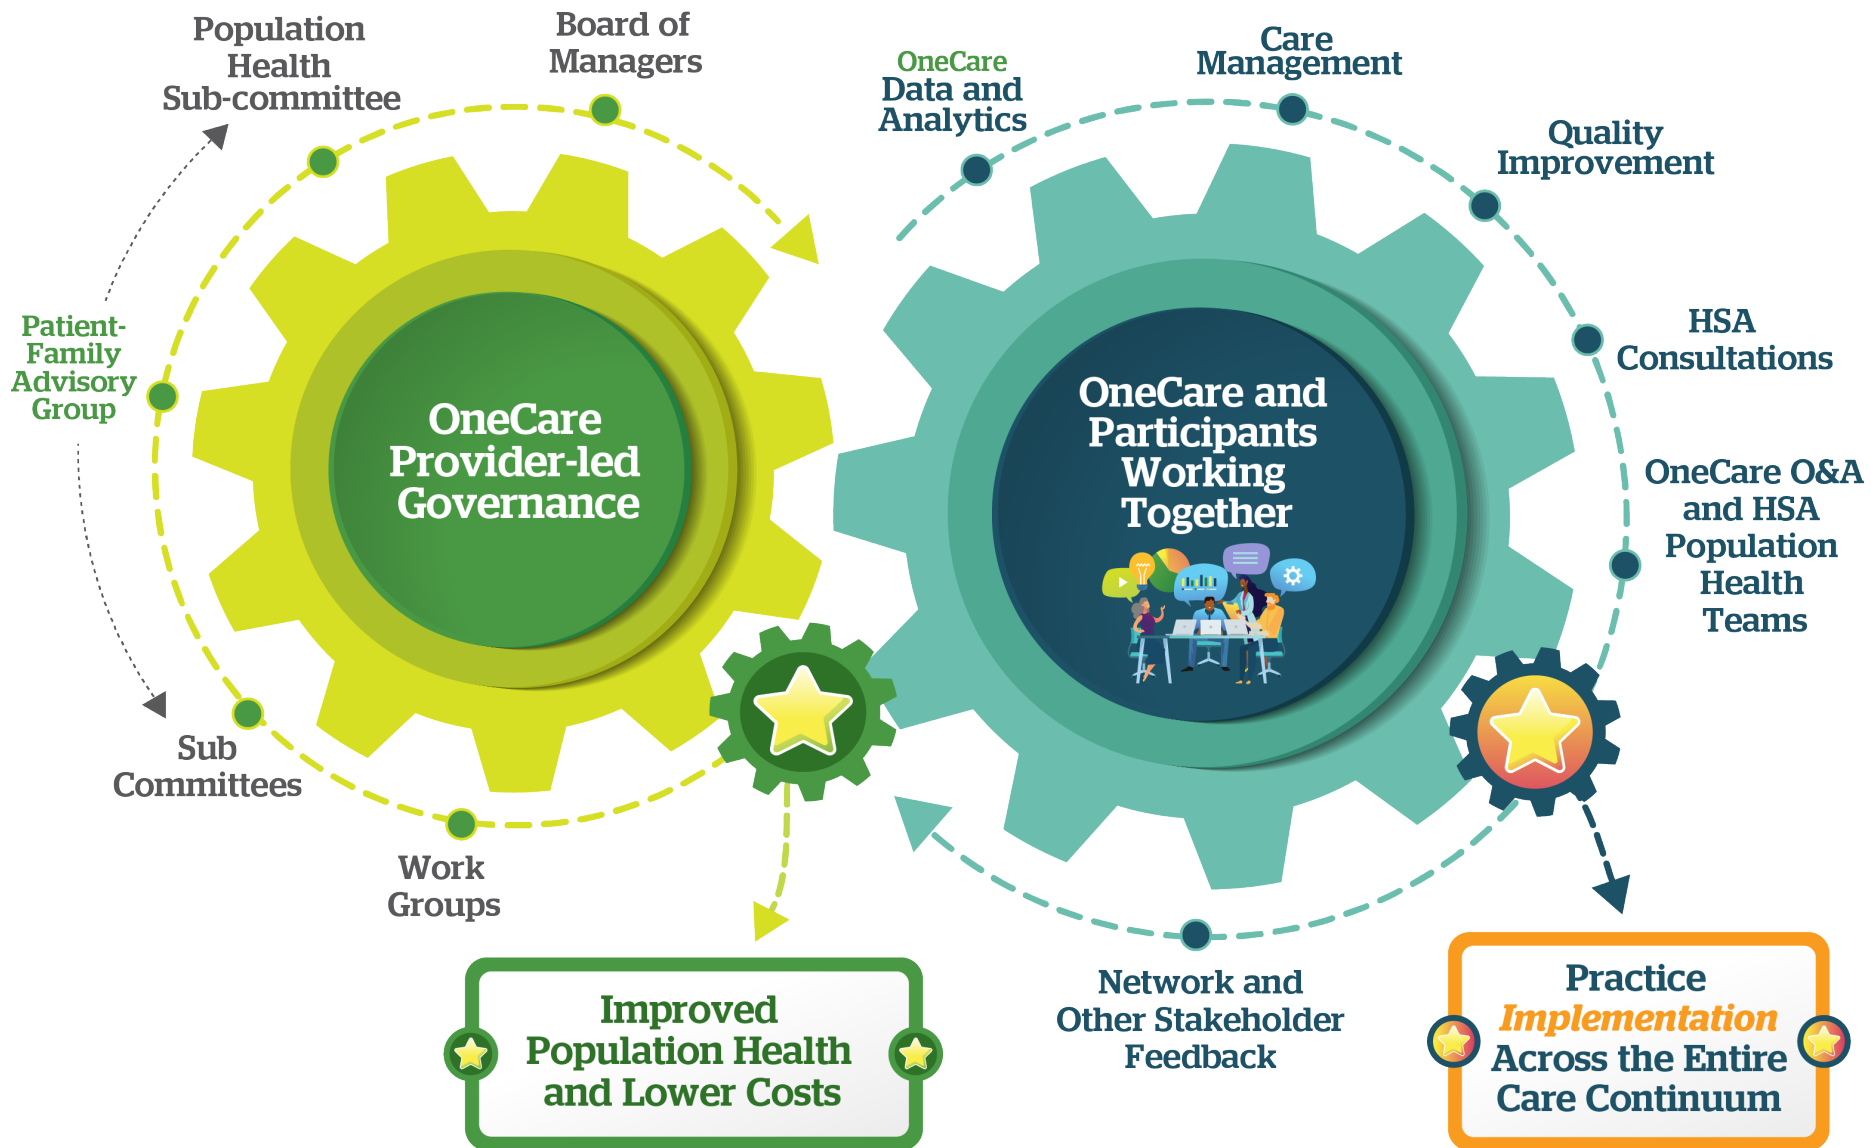 Population
Health
Sub-committee
Board of
Managers
Patient-
Family
Advisory
Group
OneCare
Provider-led
Governance
Sub
Committees
Work
Groups
Improved
Population Health
and Lower Costs
OneCare
Data and
Analytics
Care
Management
Quality
Improvement
HSA
Consultations
OneCare O&A
and HSA
Population
Health
Teams
OneCare and
Participants
Working
Together
Network and
Other Stakeholder
Feedback
Practice
Implementation
Across the Entire
Care Continuum